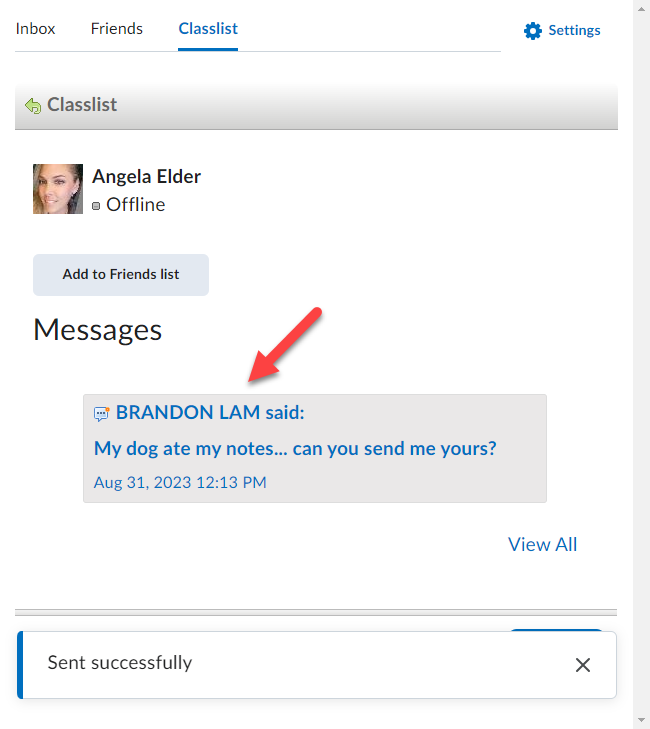 Inbox Friends Classlist Settings
Classlist
Angela Elder
Offline
Add to Friends list
Messages
BRANDON LAM said:
My dog ate my notes... can you send me yours?
Aug 31, 2023 12:13 PM
View All
Sent successfully